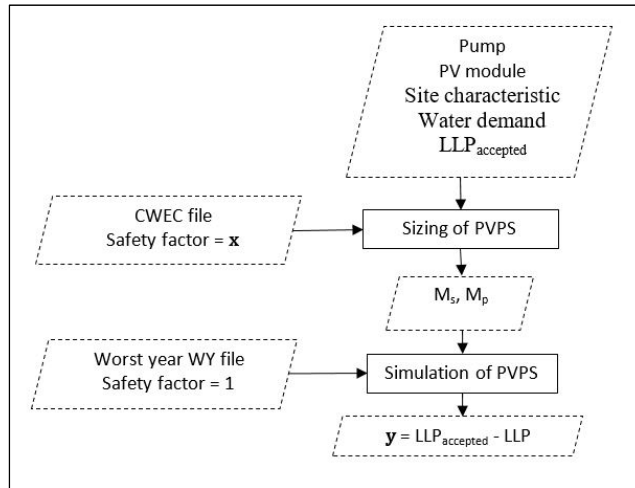 Pump
PV module
Site characteristic
Water demand
LLPaccepted
CWEC file
Safety factor = x
Sizing of PVPS
Ms, Mp
Worst year WY file
Safety factor = 1
Simulation of PVPS
y = LLPaccepted - LLP